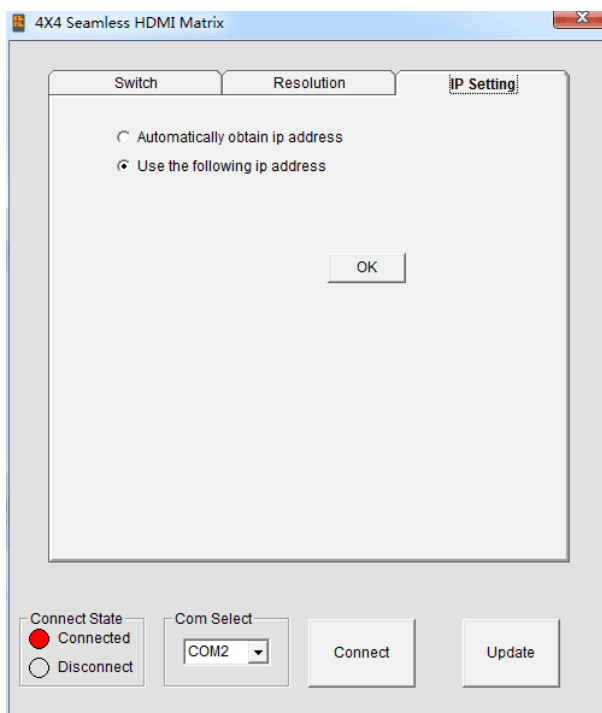 4X4 Seamless HDMI Matrix
Switch
Resolution
IP Setting
Automatically obtain ip address
Use the following ip address
OK
Connect State
Connected
Disconnect
Com Select
COM2
Connect
Update